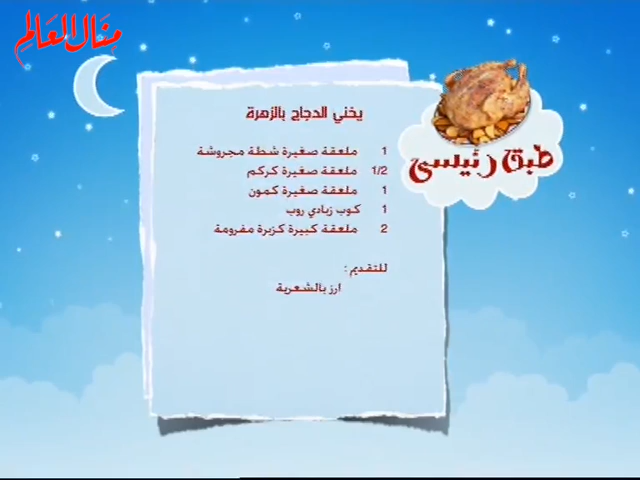 منال العالم
طبق رئيسي
يخني الدجاج بالزهرة
1 ملعقة صغيرة شطة مجروشة
1/2 ملعقة صغيرة كركم
1 ملعقة صغيرة كمون
1 كوب زبادي روب
2 ملعقة كبيرة كزبرة مفرومة
للتقديم :
ارز بالشعرية